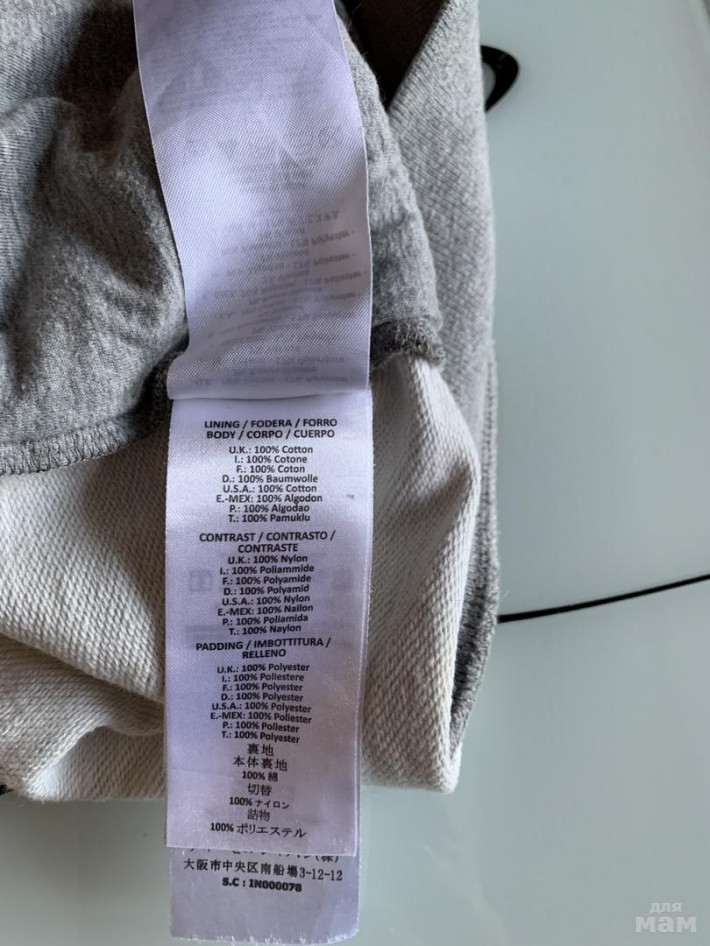 LINING / FODERA / FORRO
BODY / CORPO / CUERPO
U.K.: 100% Cotton
I.: 100% Cotone
F.: 100% Coton
D.: 100% Baumwolle
U.S.A.: 100% Cotton
E.-MEX: 100% Algodon
P.: 100% Algodao
T.: 100% Pamuklu
CONTRAST / CONTRASTO /
CONTRASTE
U.K.: 100% Nylon
I.: 100% Poliammide
F.: 100% Polyamide
D.: 100% Polyamid
U.S.A.: 100% Nylon
E.-MEX: 100% Nailon
P.: 100% Poliamida
T.: 100% Naylon
PADDING / IMBOTTITURA /
RELLENO
U.K.: 100% Polyester
I.: 100% Poliestere
F.: 100% Polyester
D.: 100% Polyester
U.S.A.: 100% Polyester
E.-MEX: 100% Poliester
P.: 100% Poliester
T.: 100% Polyester
裏地
本体裏地
100% 綿
切替
100% ナイロン
詰物
100% ポリエステル
大阪市中央区南船場3-12-12
S.C : IN000078
для
мам